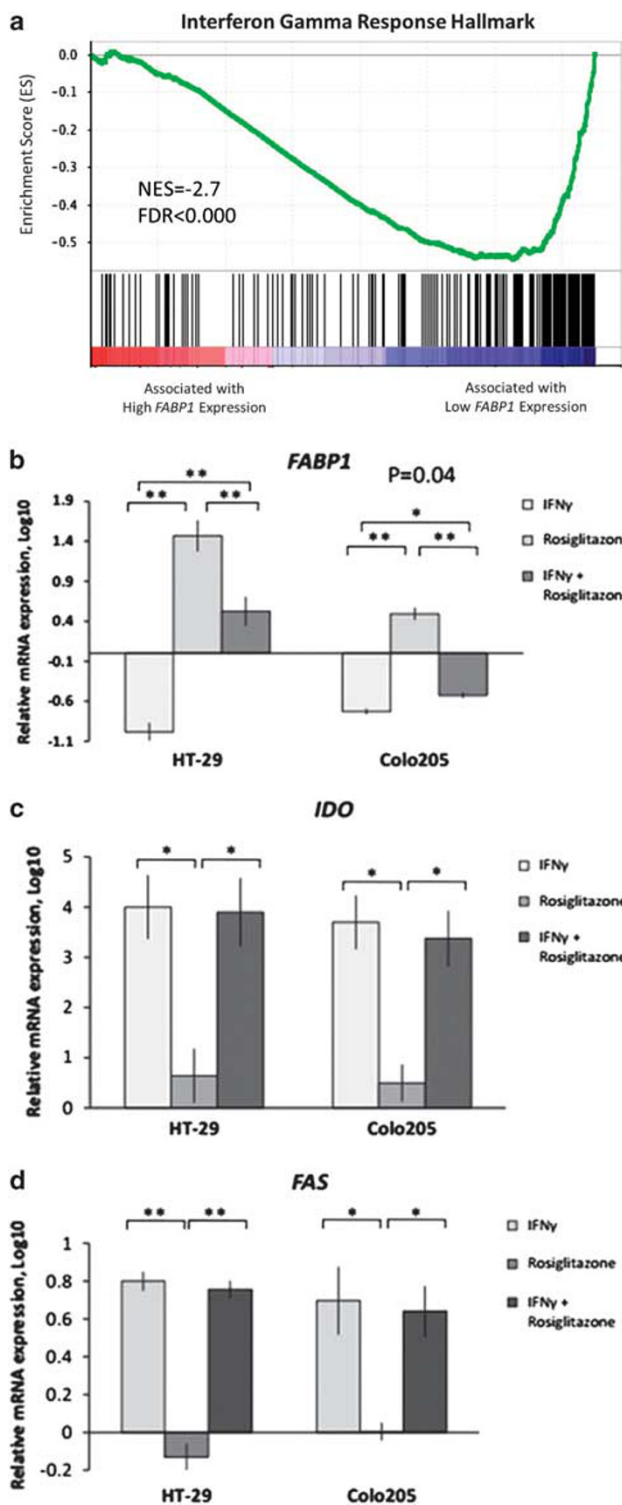 a
Interferon Gamma Response Hallmark
Enrichment Score (ES)
0.0
-0.1
-0.2
-0.3
-0.4
-0.5
NES=-2.7
FDR<0.000
Associated with
High FABP1 Expression
Associated with
Low FABP1 Expression
b
FABP1
P=0.04
Relative mRNA expression, Log10
1.9
1.4
0.9
0.4
-0.1
-0.6
-1.1
** ** **
** * **
HT-29
Colo205
IFNγ
Rosiglitazon
IFNγ +
Rosiglitazon
c
IDO
Relative mRNA expression, Log10
5
4
3
2
1
0
* *
* *
HT-29
Colo205
IFNγ
Rosiglitazone
IFNγ +
Rosiglitazone
d
FAS
Relative mRNA expression, Log10
1
0.8
0.6
0.4
0.2
0
-0.2
** **
* *
HT-29
Colo205
IFNγ
Rosiglitazone
IFNγ +
Rosiglitazone